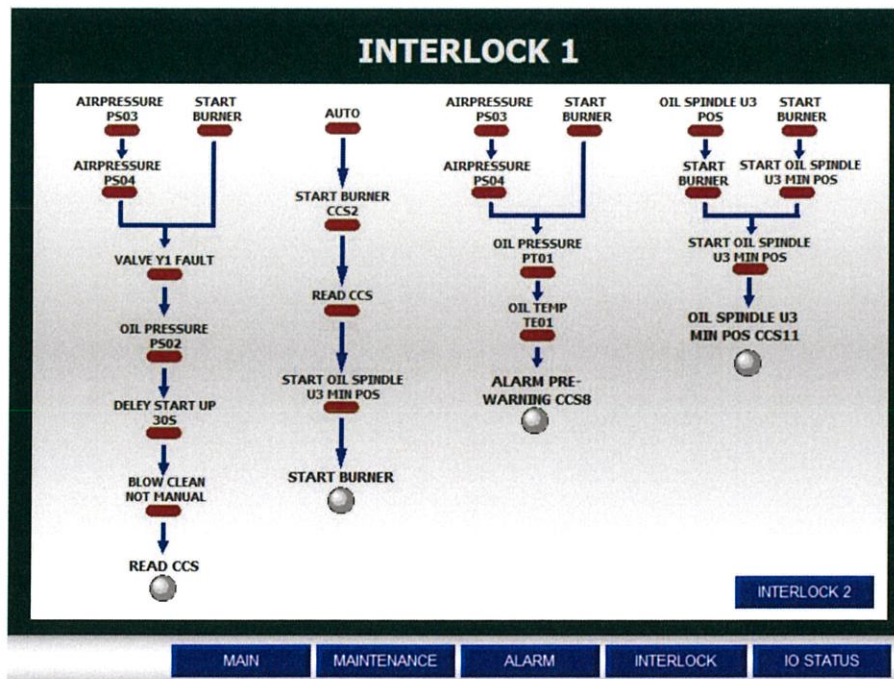 INTERLOCK 1
AIRPRESSURE
PS03
START
BURNER
AIRPRESSURE
PS04
VALVE Y1 FAULT
OIL PRESSURE
PS02
DELEY START UP
30S
BLOW CLEAN
NOT MANUAL
READ CCS
AUTO
START BURNER
CCS2
READ CCS
START OIL SPINDLE
U3 MIN POS
START BURNER
AIRPRESSURE
PS03
START
BURNER
AIRPRESSURE
PS04
OIL PRESSURE
PT01
OIL TEMP
TE01
ALARM PRE-
WARNING CCS8
OIL SPINDLE U3
POS
START
BURNER
START
BURNER
START OIL SPINDLE
U3 MIN POS
START OIL SPINDLE
U3 MIN POS
OIL SPINDLE U3
MIN POS CCS11
INTERLOCK 2
MAIN
MAINTENANCE
ALARM
INTERLOCK
IO STATUS